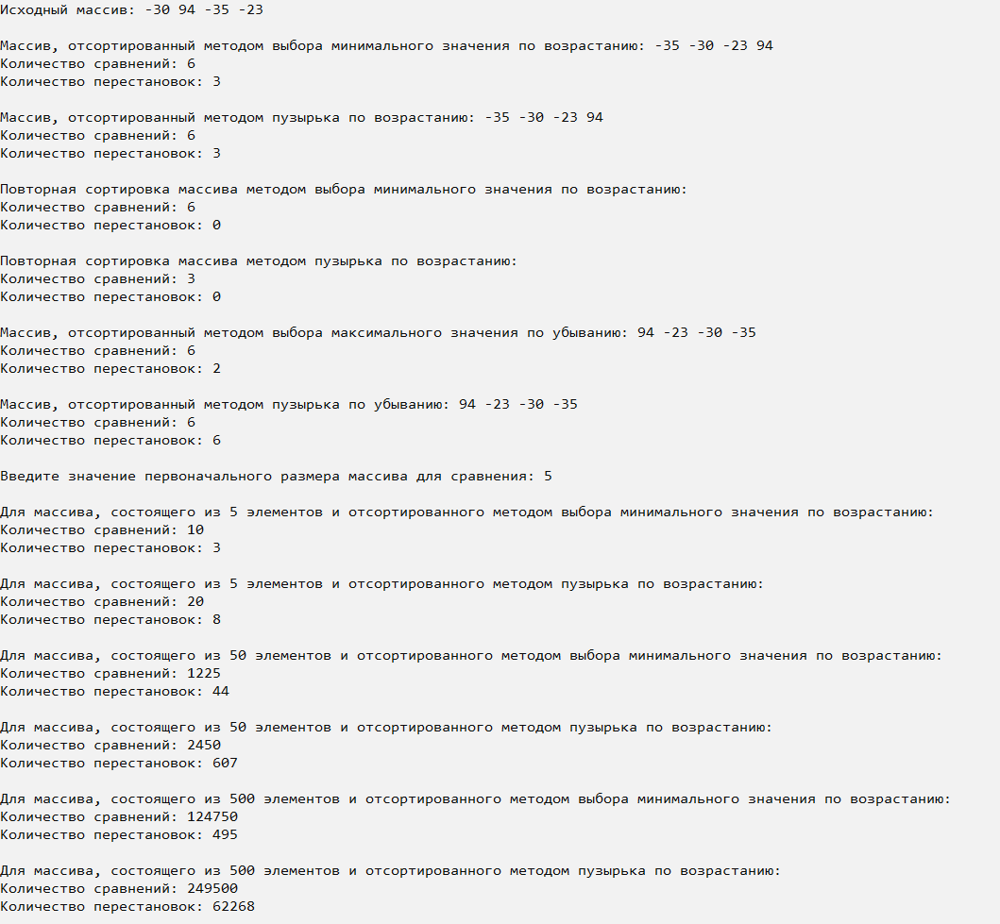 Исходный массив: -30 94 -35 -23
Массив, отсортированный методом выбора минимального значения по возрастанию: -35 -30 -23 94
Количество сравнений: 6
Количество перестановок: 3
Массив, отсортированный методом пузырька по возрастанию: -35 -30 -23 94
Количество сравнений: 6
Количество перестановок: 3
Повторная сортировка массива методом выбора минимального значения по возрастанию:
Количество сравнений: 6
Количество перестановок: 0
Повторная сортировка массива методом пузырька по возрастанию:
Количество сравнений: 3
Количество перестановок: 0
Массив, отсортированный методом выбора максимального значения по убыванию: 94 -23 -30 -35
Количество сравнений: 6
Количество перестановок: 2
Массив, отсортированный методом пузырька по убыванию: 94 -23 -30 -35
Количество сравнений: 6
Количество перестановок: 6
Введите значение первоначального размера массива для сравнения: 5
Для массива, состоящего из 5 элементов и отсортированного методом выбора минимального значения по возрастанию:
Количество сравнений: 10
Количество перестановок: 3
Для массива, состоящего из 5 элементов и отсортированного методом пузырька по возрастанию:
Количество сравнений: 20
Количество перестановок: 8
Для массива, состоящего из 50 элементов и отсортированного методом выбора минимального значения по возрастанию:
Количество сравнений: 1225
Количество перестановок: 44
Для массива, состоящего из 50 элементов и отсортированного методом пузырька по возрастанию:
Количество сравнений: 2450
Количество перестановок: 607
Для массива, состоящего из 500 элементов и отсортированного методом выбора минимального значения по возрастанию:
Количество сравнений: 124750
Количество перестановок: 495
Для массива, состоящего из 500 элементов и отсортированного методом пузырька по возрастанию:
Количество сравнений: 249500
Количество перестановок: 62268